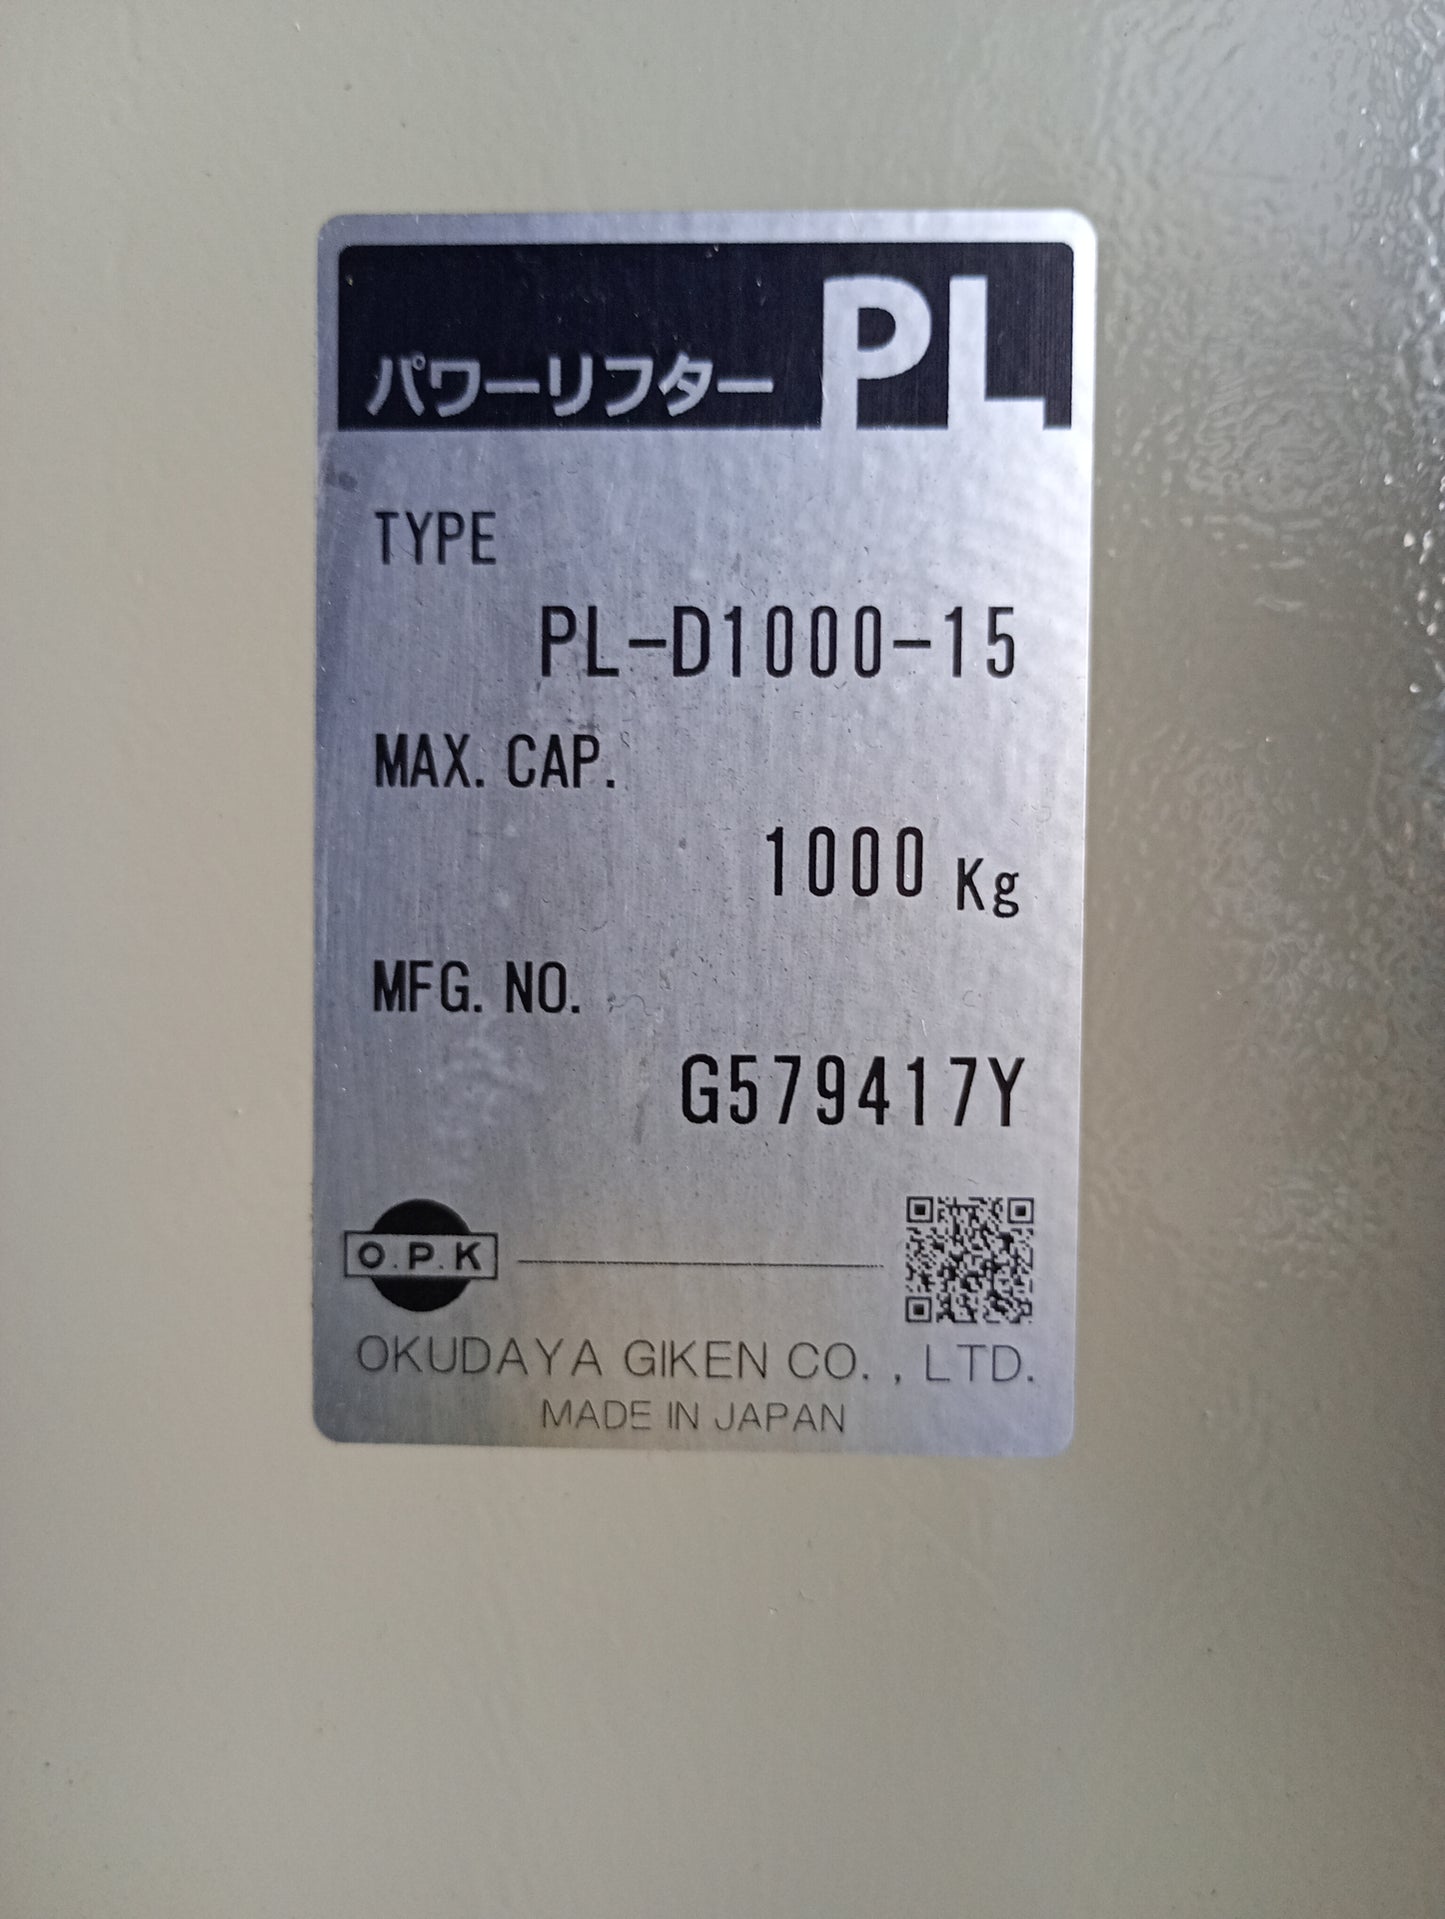 パワーリフター PL
TYPE
PL-D1000-15
MAX. CAP.
1000 Kg
MFG. NO.
G579417Y
O.P.K
OKUDAYA GIKEN CO., LTD.
MADE IN JAPAN